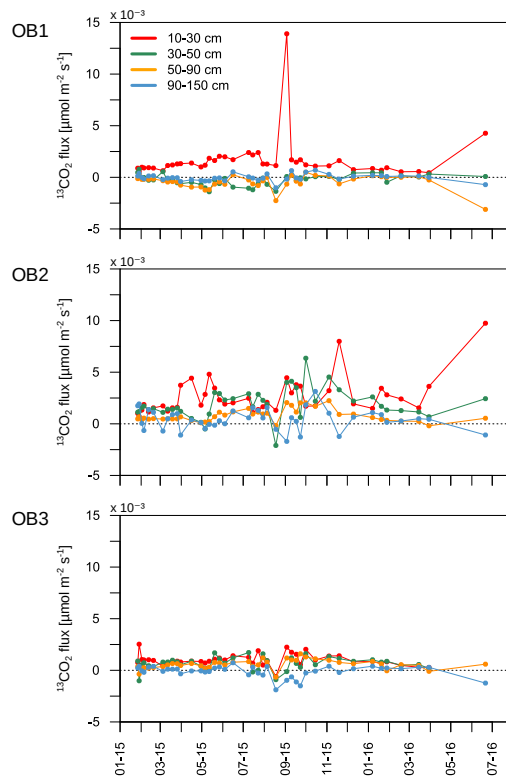 OB1
x 10⁻³
15
10
5
0
-5
¹³CO₂ flux [µmol m⁻² s⁻¹]
10-30 cm
30-50 cm
50-90 cm
90-150 cm
OB2
x 10⁻³
15
10
5
0
-5
¹³CO₂ flux [µmol m⁻² s⁻¹]
OB3
x 10⁻³
15
10
5
0
-5
¹³CO₂ flux [µmol m⁻² s⁻¹]
01-15
03-15
05-15
07-15
09-15
11-15
01-16
03-16
05-16
07-16